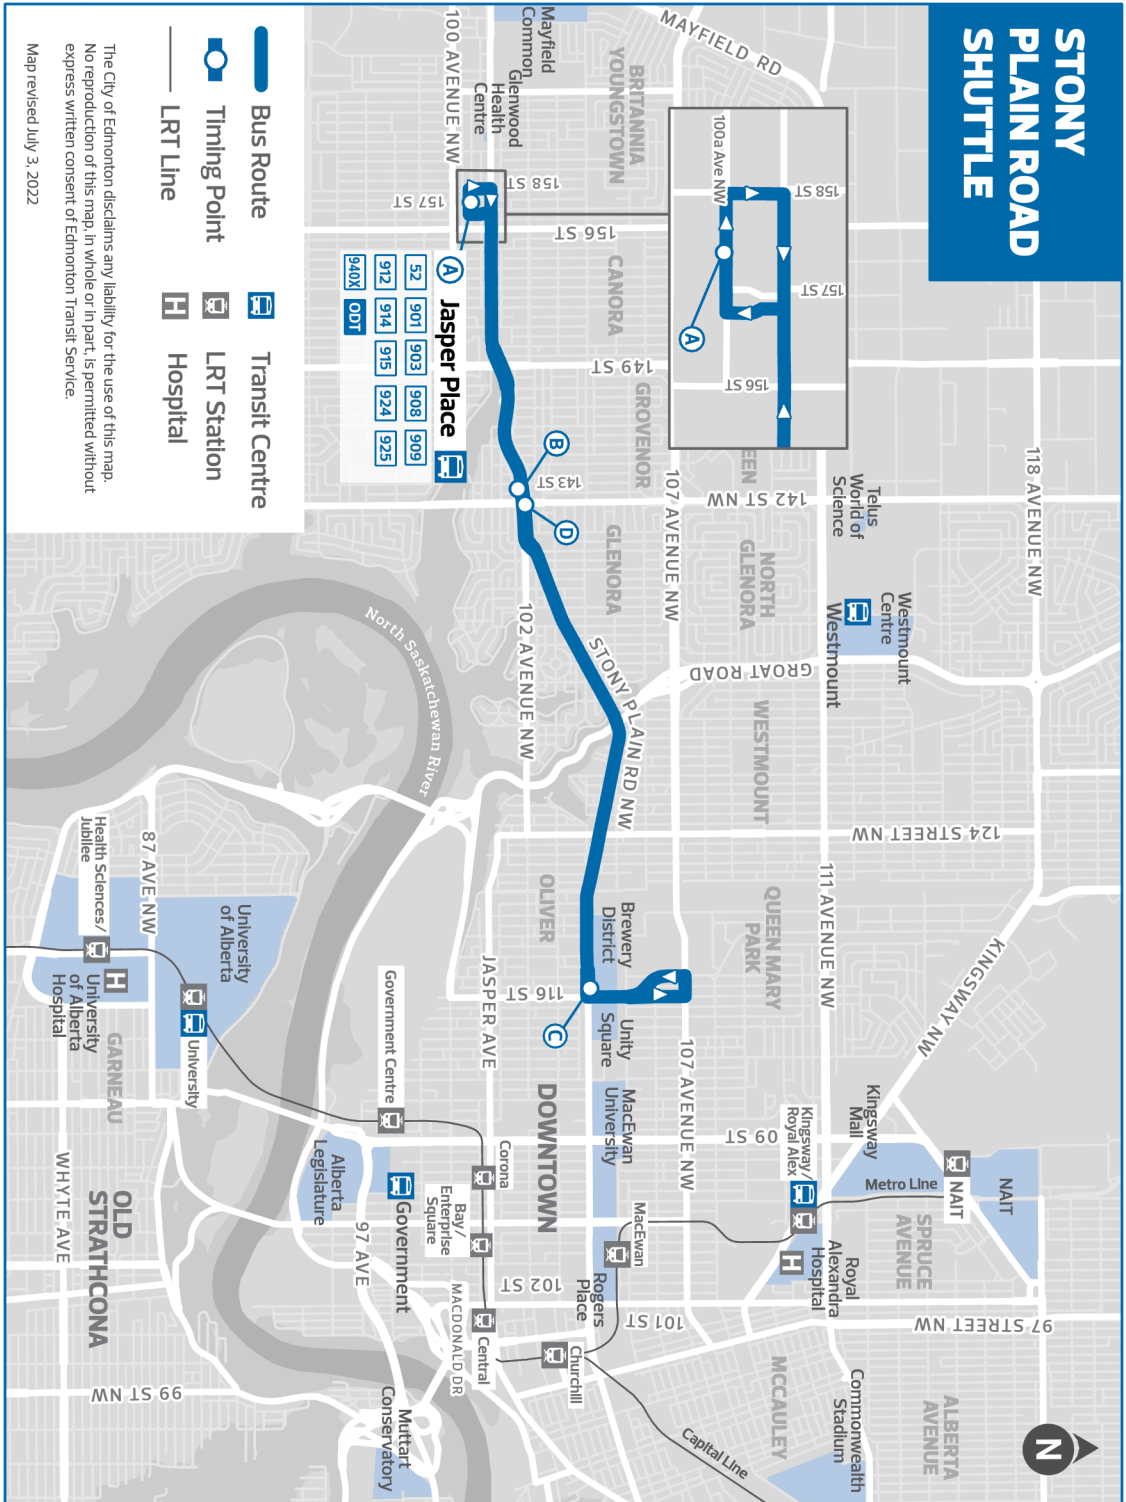 STONY
PLAIN ROAD
SHUTTLE
MAYFIELD RD
118 AVENUE NW
BRITANNIA
YOUNGSTOWN
Mayfield
Common
Glenwood
Health
Centre
100 AVENUE NW
158 ST
157 ST
156 ST
100a Ave NW
158 ST
157 ST
156 ST
A
CANORA
149 ST
GROVENOR
EEN
107 AVENUE NW
142 ST NW
143 ST
Telus
World of
Science
Westmount
Centre
Westmount
NORTH
GLENORA
GLENORA
GROAT ROAD
WESTMOUNT
124 STREET NW
111 AVENUE NW
KINGSWAY NW
QUEEN MARY
PARK
STONY PLAIN RD NW
102 AVENUE NW
A
Jasper Place
52
901
903
908
909
912
914
915
924
925
940X
ODT
B
D
C
North Saskatchewan River
OLIVER
Brewery
District
116 ST
Unity
Square
107 AVENUE NW
JASPER AVE
DOWNTOWN
MacEwan
University
09 ST
Kingsway
Mall
Kingsway/
Royal Alex
Metro Line
NAIT
NAIT
SPRUCE
AVENUE
Royal
Alexandra
Hospital
H
MacEwan
Rogers
Place
101 ST
102 ST
97 STREET NW
MCCAULEY
Commonwealth
Stadium
ALBERTA
AVENUE
Capital Line
Churchill
Central
Bay/
Enterprise
Square
Corona
Government Centre
Government
Alberta
Legislature
97 AVE
MACDONALD DR
Muttart
Conservatory
99 ST NW
OLD
STRATHCONA
WHYTE AVE
GARNEAU
University
University
of Alberta
87 AVE NW
Health Sciences/
Jubilee
H
University
of Alberta
Hospital
N
Bus Route
Timing Point
LRT Line
Transit Centre
LRT Station
H
Hospital
The City of Edmonton disclaims any liability for the use of this map.
No reproduction of this map, in whole or in part, is permitted without
express written consent of Edmonton Transit Service.
Map revised July 3, 2022